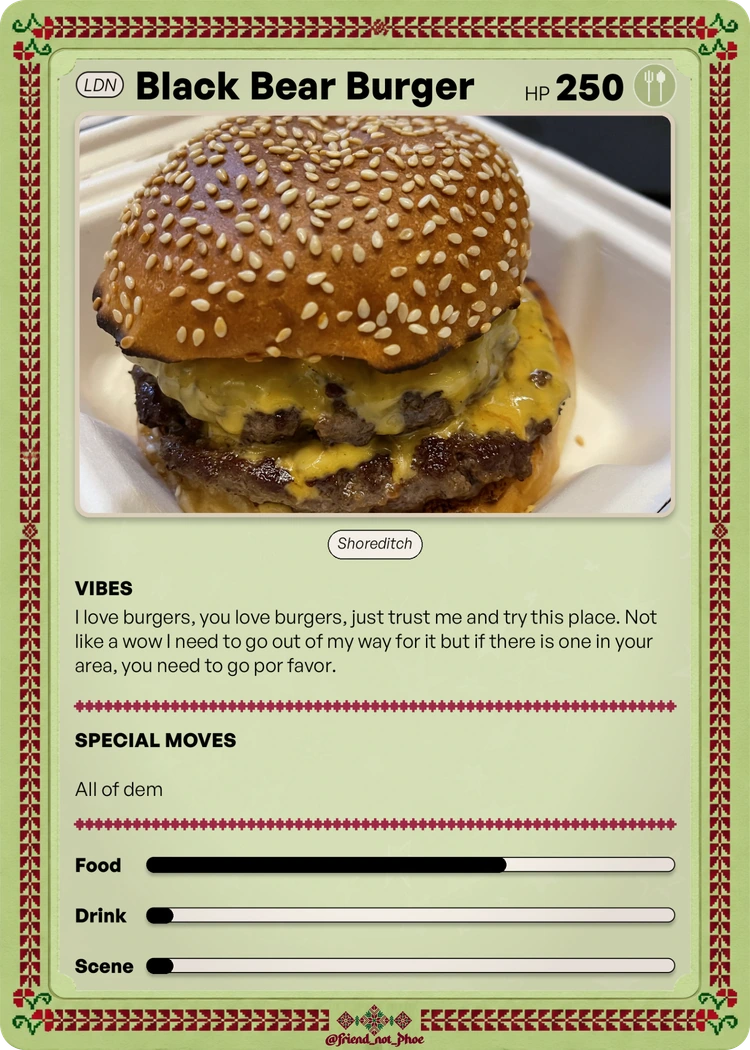 LDN Black Bear Burger HP 250
Shoreditch
VIBES
I love burgers, you love burgers, just trust me and try this place. Not
like a wow I need to go out of my way for it but if there is one in your
area, you need to go por favor.
SPECIAL MOVES
All of dem
Food
Drink
Scene
@friend_not_phoe